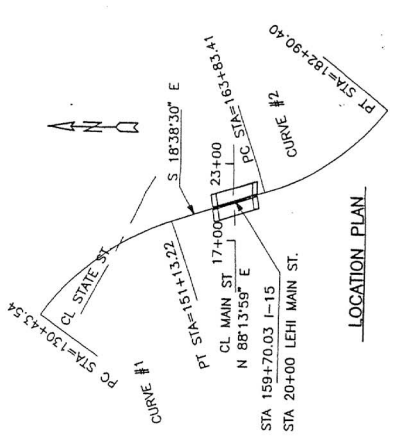 PC STA=130+43.54
CL STATE ST
S 18°38'30" E
CURVE #1
PT STA=151+13.22
17+00
23+00
PC STA=163+83.41
CL MAIN ST
N 88°13'59" E
CURVE #2
STA 159+70.03 I-15
STA 20+00 LEHI MAIN ST.
PT STA=182+90.40
LOCATION PLAN